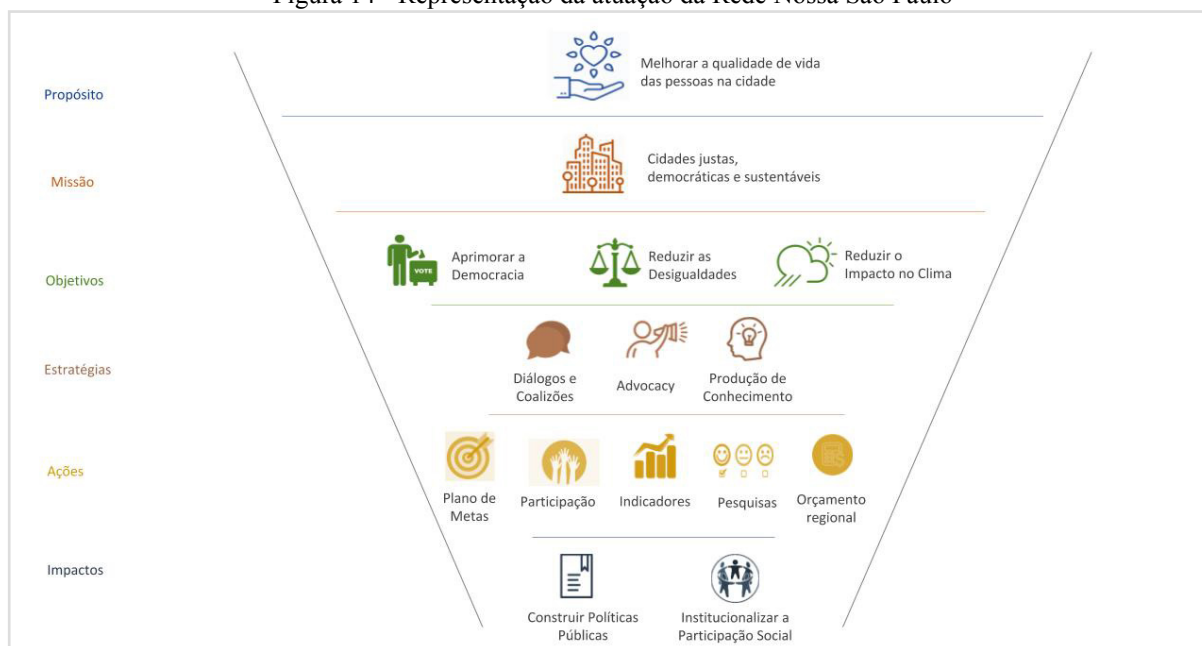 Figura 14 - Representação da atuação da Rede Nossa São Paulo
Propósito
Melhorar a qualidade de vida
das pessoas na cidade
Missão
Cidades justas,
democráticas e sustentáveis
Objetivos
VOTE
Aprimorar a
Democracia
Reduzir as
Desigualdades
Reduzir o
Impacto no Clima
Estratégias
Diálogos e
Coalizões
Advocacy
Produção de
Conhecimento
Ações
Plano de
Metas
Participação
Indicadores
Pesquisas
Orçamento
regional
Impactos
Construir Políticas
Públicas
Institucionalizar a
Participação Social